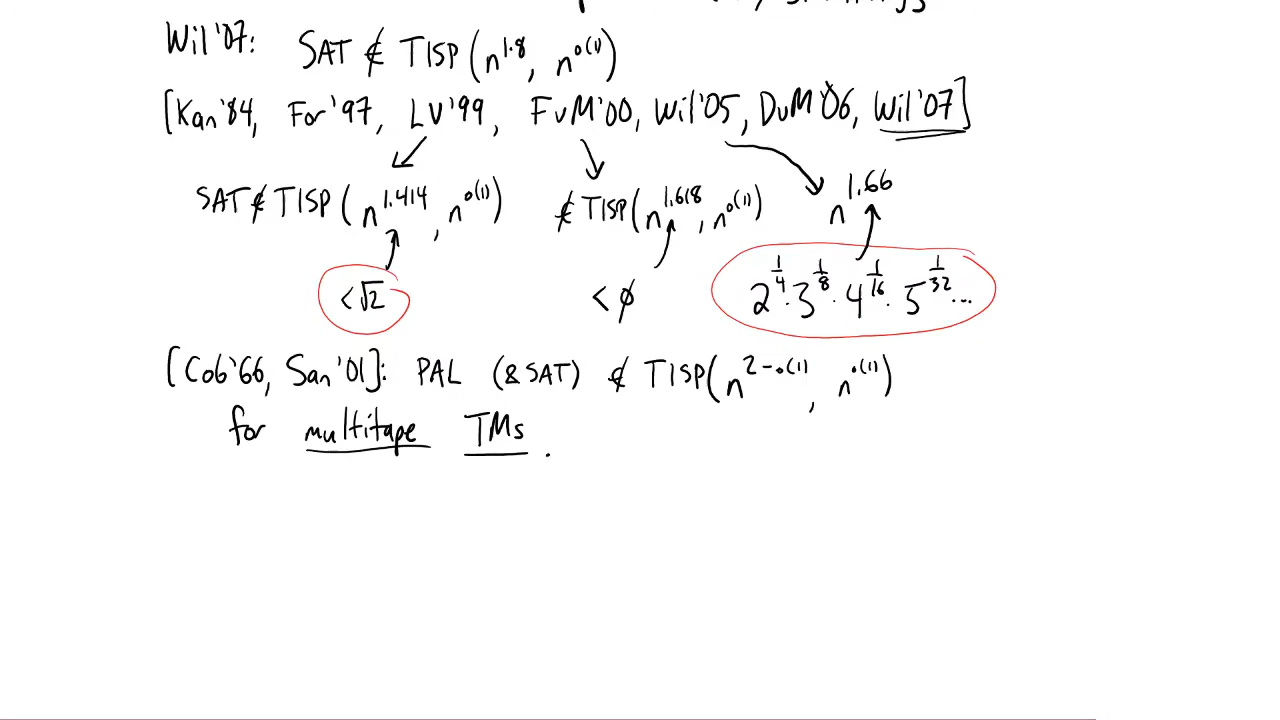 Wil'07: SAT ∉ TISP(n^1.8, n^o(1))
[Kan'84, For'97, LV'99, FvM'00, Wil'05, DvM'06, Wil'07]
SAT ∉ TISP(n^1.414, n^o(1)) ∉ TISP(n^1.618, n^o(1)) n^1.66
<√2 <φ 2^1/4 · 3^1/8 · 4^1/16 · 5^1/32 ...
[Cob'66, San'01]: PAL (& SAT) ∉ TISP(n^2-o(1), n^o(1))
for multitape TMs.